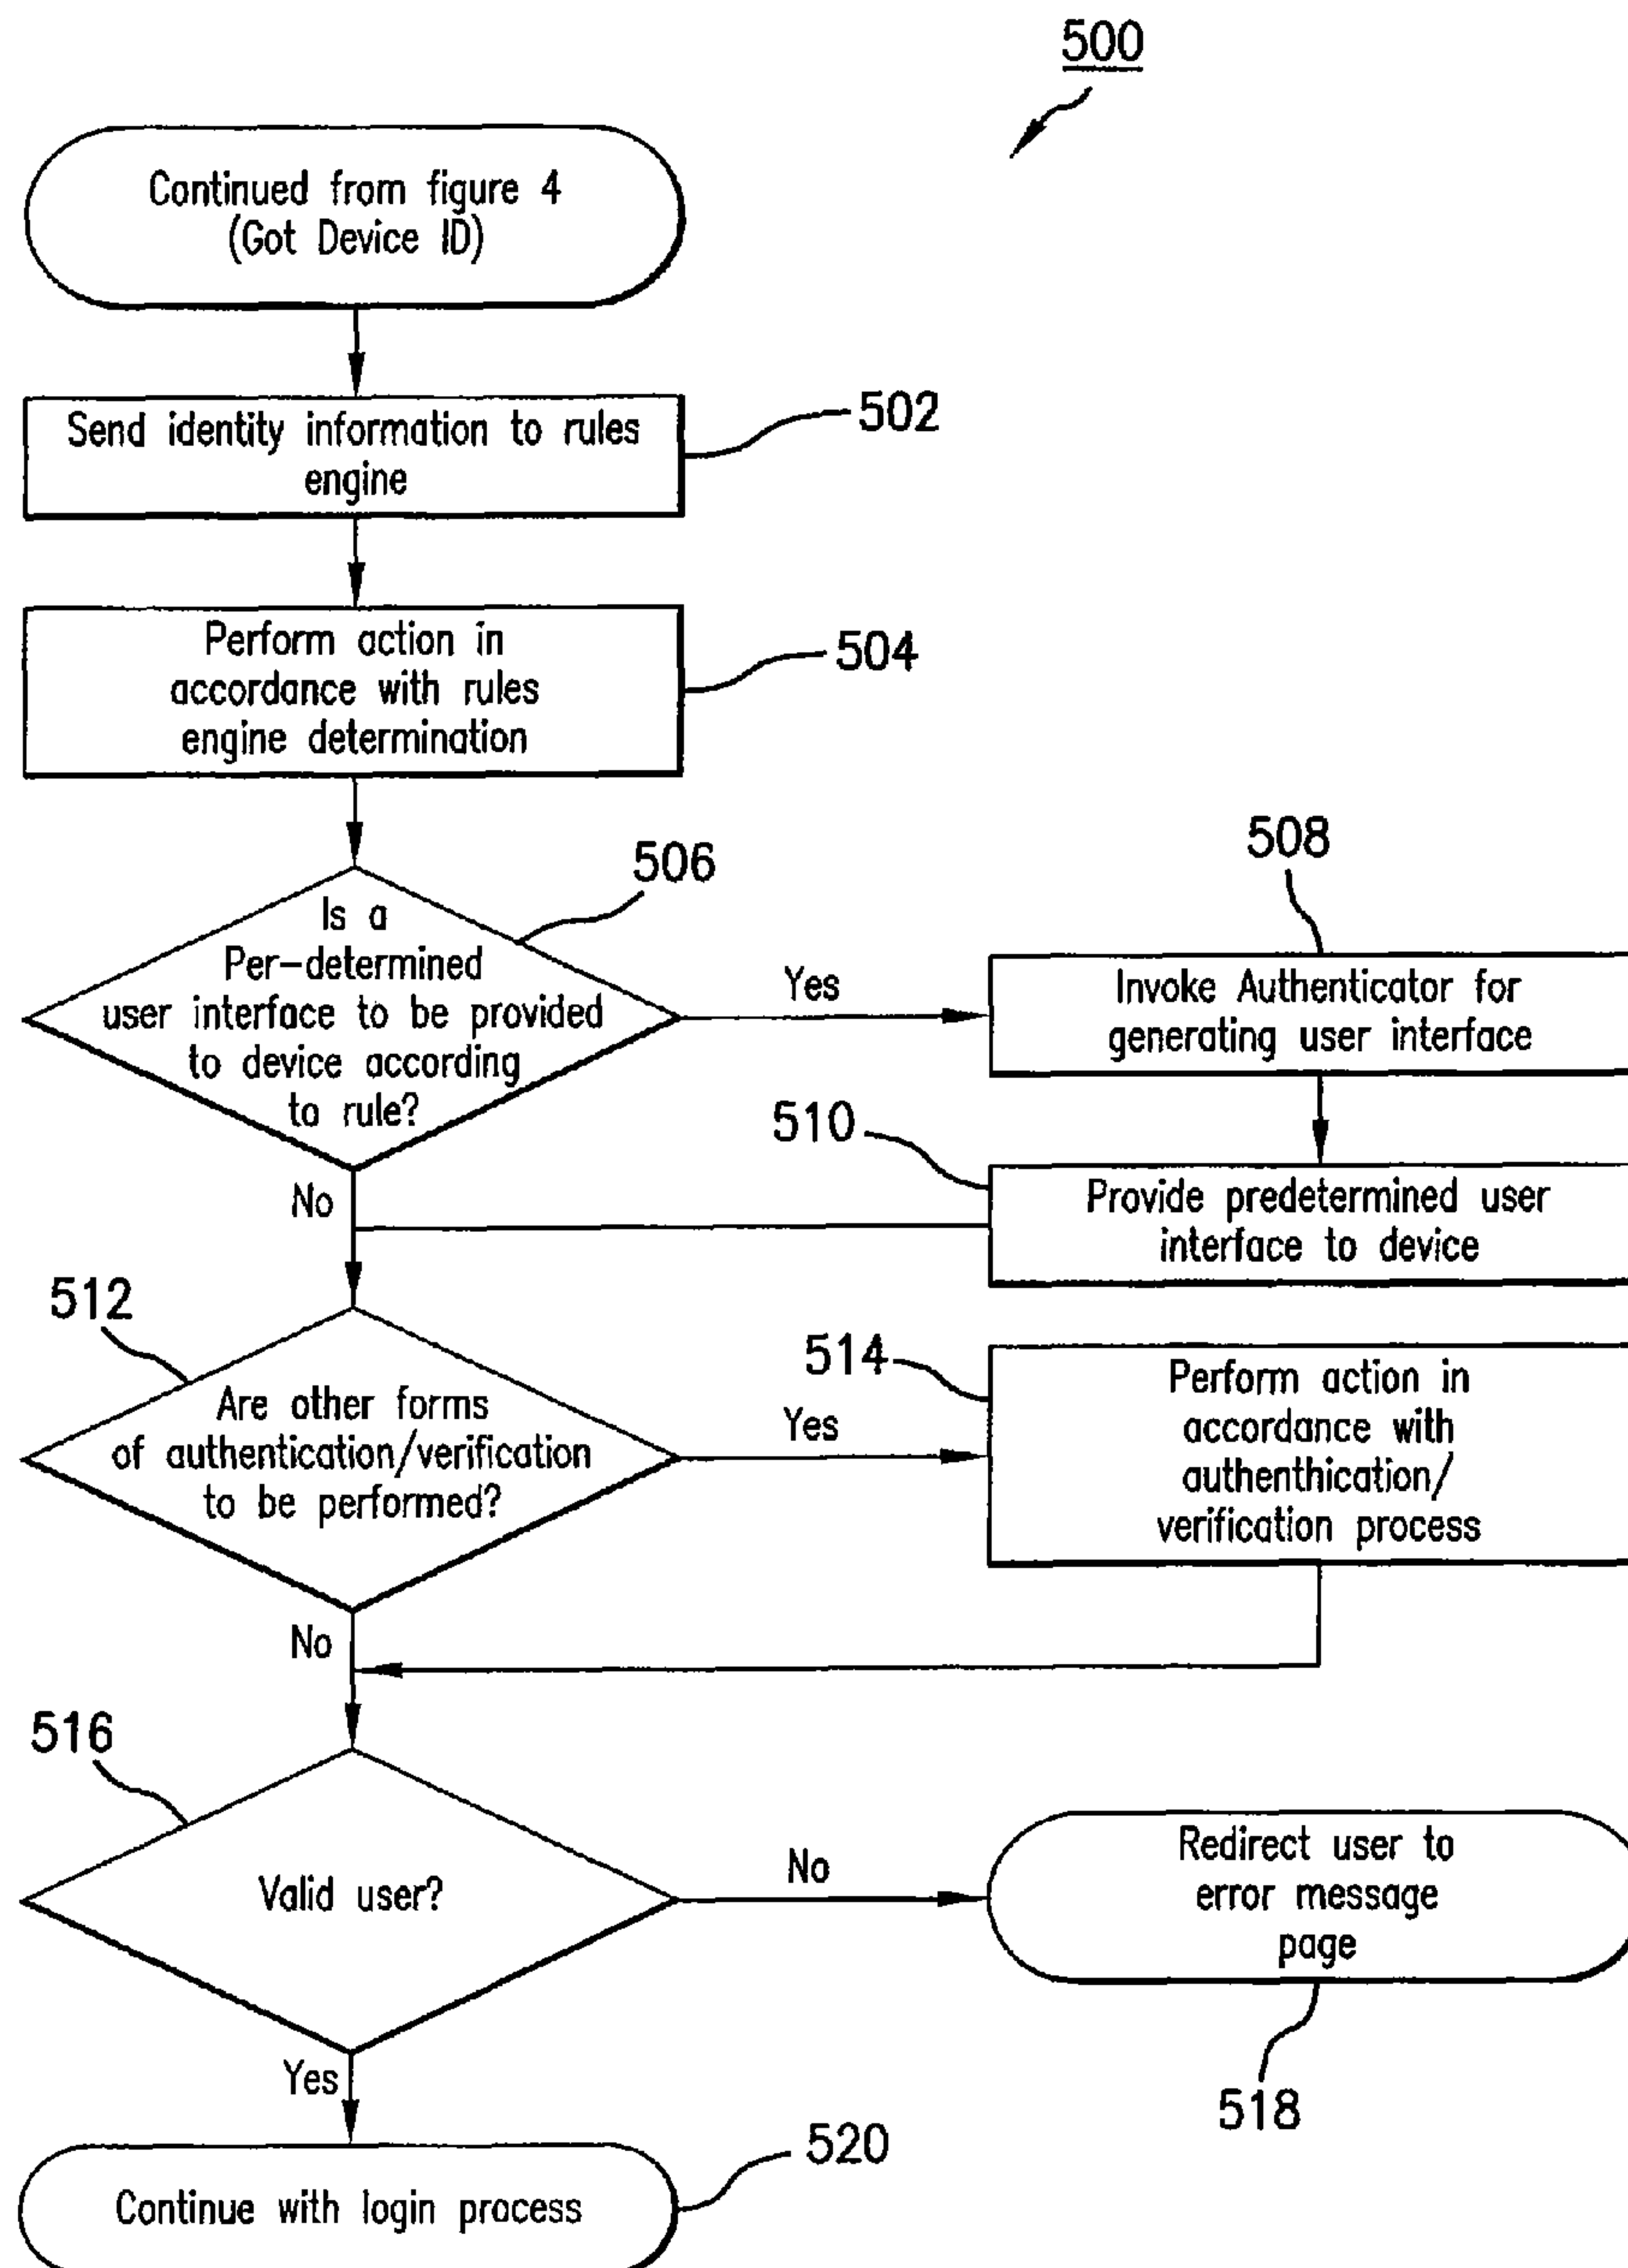 500
Continued from figure 4
(Got Device ID)
Send identity information to rules
engine
502
Perform action in
accordance with rules
engine determination
504
506
Is a
Per-determined
user interface to be provided
to device according
to rule?
Yes
No
508
Invoke Authenticator for
generating user interface
510
Provide predetermined user
interface to device
512
Are other forms
of authentication/verification
to be performed?
Yes
No
514
Perform action in
accordance with
authenthication/
verification process
516
Valid user?
No
Yes
Redirect user to
error message
page
518
520
Continue with login process